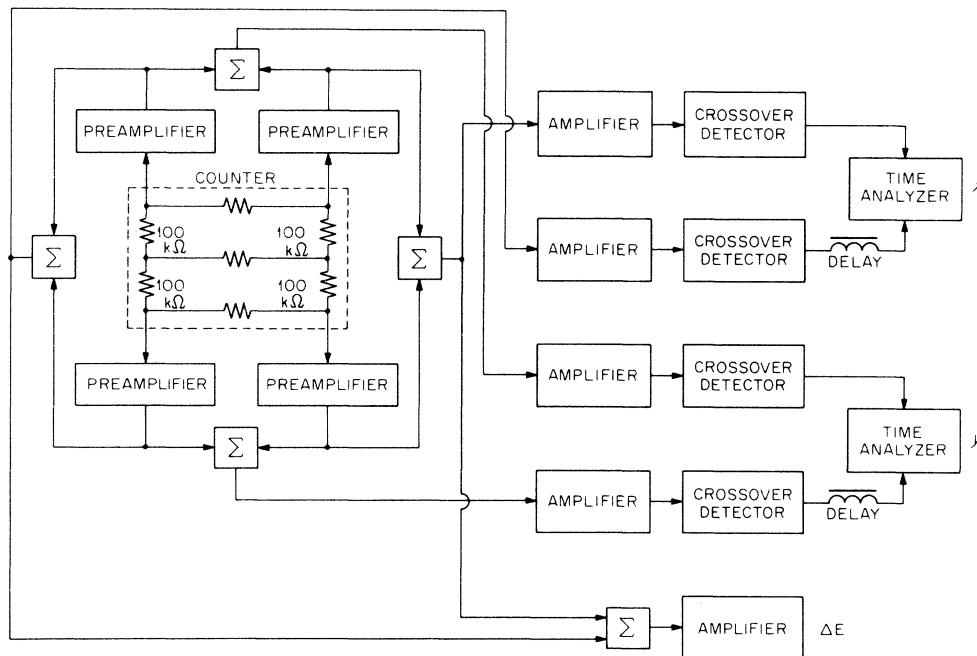 Σ
PREAMPLIFIER
PREAMPLIFIER
COUNTER
100
kΩ
100
kΩ
Σ
Σ
100
kΩ
100
kΩ
PREAMPLIFIER
PREAMPLIFIER
Σ
AMPLIFIER
CROSSOVER
DETECTOR
TIME
ANALYZER
AMPLIFIER
CROSSOVER
DETECTOR
DELAY
AMPLIFIER
CROSSOVER
DETECTOR
TIME
ANALYZER
AMPLIFIER
CROSSOVER
DETECTOR
DELAY
Σ
AMPLIFIER
ΔE